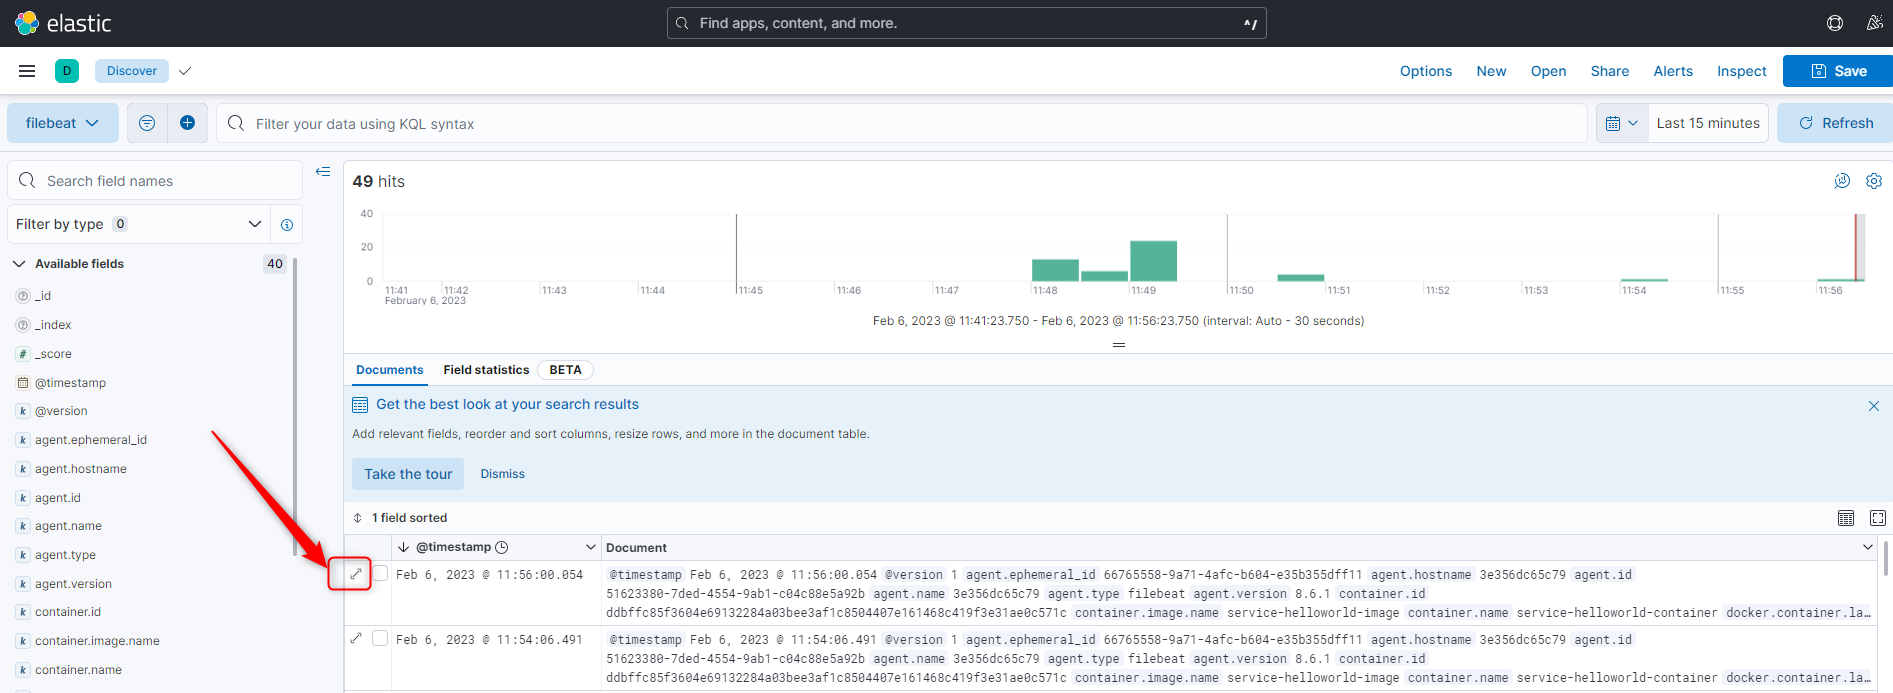 elastic
Find apps, content, and more.
^/
D
Discover
Options
New
Open
Share
Alerts
Inspect
Save
filebeat
Filter your data using KQL syntax
Last 15 minutes
Refresh
Search field names
Filter by type 0
Available fields 40
_id
_index
# _score
@timestamp
k @version
k agent.ephemeral_id
k agent.hostname
k agent.id
k agent.name
k agent.type
k agent.version
k container.id
k container.image.name
k container.name
49 hits
40
20
0
11:41 11:42 11:43 11:44 11:45 11:46 11:47 11:48 11:49 11:50 11:51 11:52 11:53 11:54 11:55 11:56
February 6, 2023
Feb 6, 2023 @ 11:41:23.750 - Feb 6, 2023 @ 11:56:23.750 (interval: Auto - 30 seconds)
Documents Field statistics BETA
Get the best look at your search results
Add relevant fields, reorder and sort columns, resize rows, and more in the document table.
Take the tour Dismiss
1 field sorted
@timestamp Document
Feb 6, 2023 @ 11:56:00.054 @timestamp Feb 6, 2023 @ 11:56:00.054 @version 1 agent.ephemeral_id 66765558-9a71-4afc-b604-e35b355dff11 agent.hostname 3e356dc65c79 agent.id
51623380-7ded-4554-9ab1-c04c88e5a92b agent.name 3e356dc65c79 agent.type filebeat agent.version 8.6.1 container.id
ddbffc85f3604e69132284a03bee3af1c8504407e161468c419f3e31ae0c571c container.image.name service-helloworld-image container.name service-helloworld-container docker.container.la…
Feb 6, 2023 @ 11:54:06.491 @timestamp Feb 6, 2023 @ 11:54:06.491 @version 1 agent.ephemeral_id 66765558-9a71-4afc-b604-e35b355dff11 agent.hostname 3e356dc65c79 agent.id
51623380-7ded-4554-9ab1-c04c88e5a92b agent.name 3e356dc65c79 agent.type filebeat agent.version 8.6.1 container.id
ddbffc85f3604e69132284a03bee3af1c8504407e161468c419f3e31ae0c571c container.image.name service-helloworld-image container.name service-helloworld-container docker.container.la…